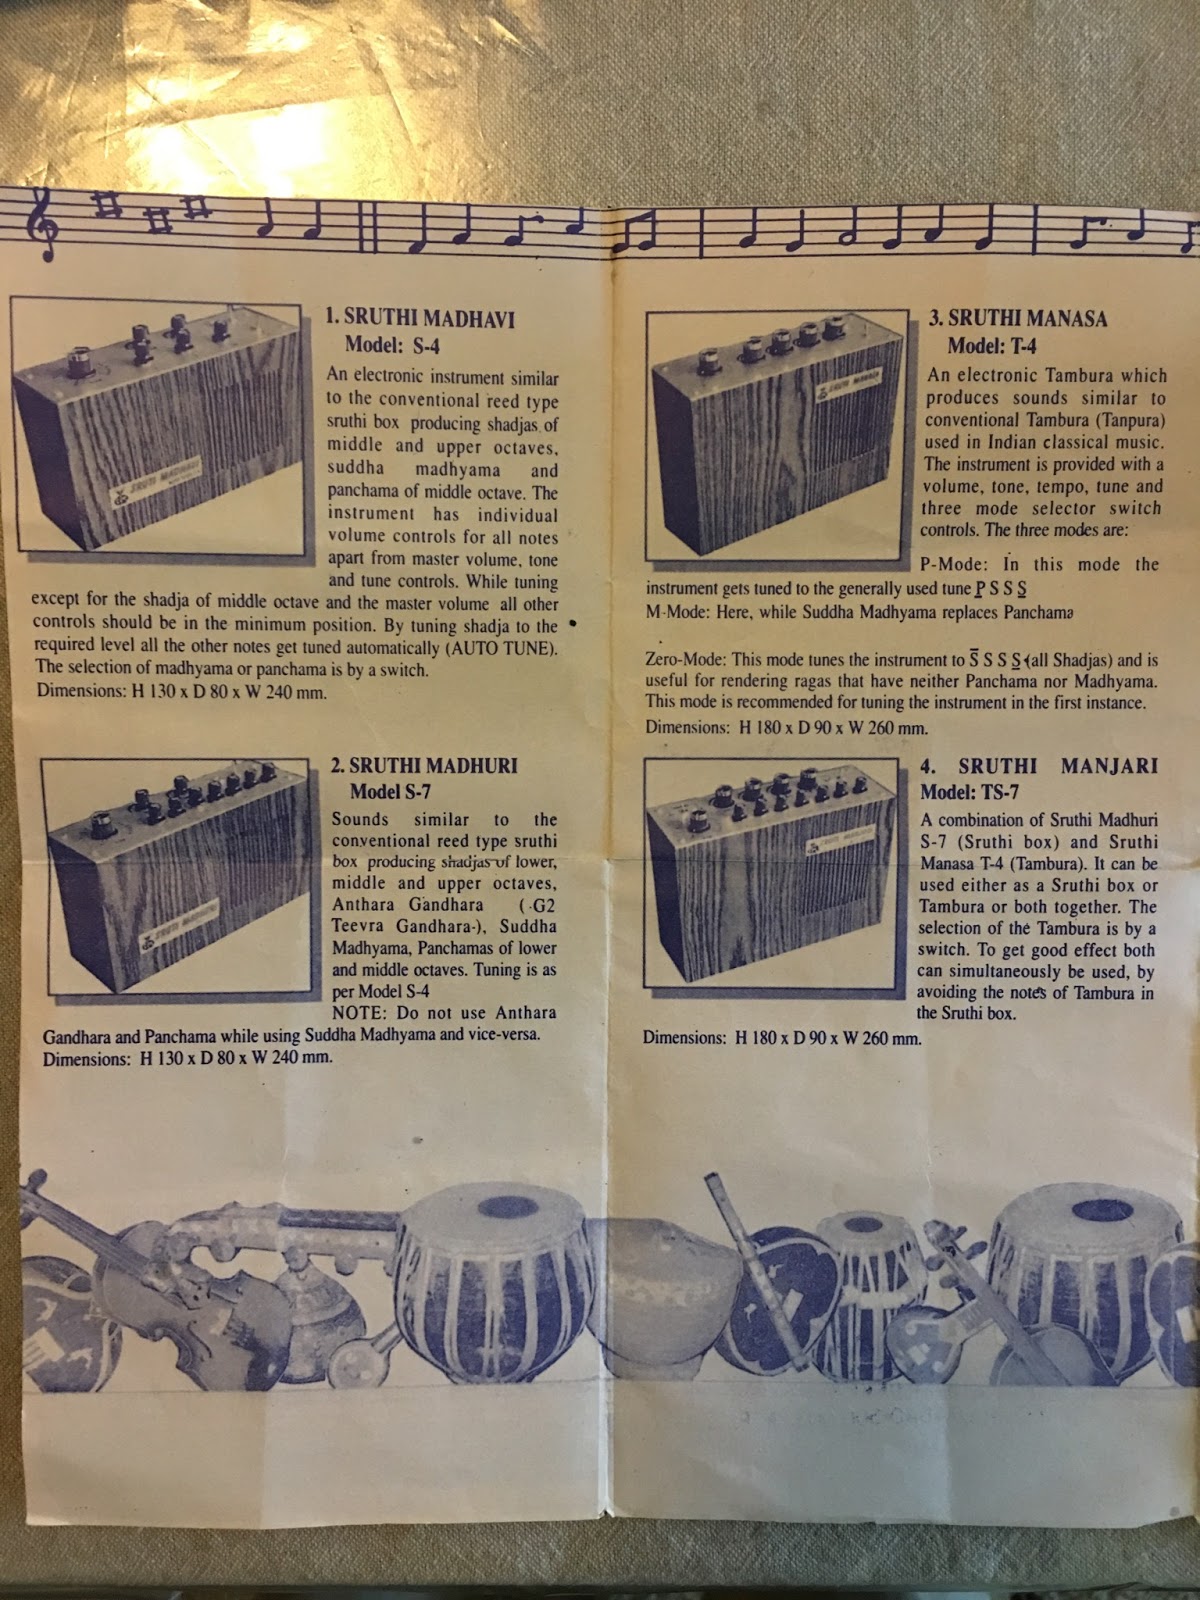 1. SRUTHI MADHAVI
Model: S-4
An electronic instrument similar
to the conventional reed type
sruthi box producing shadjas of
middle and upper octaves,
suddha madhyama and
panchama of middle octave. The
instrument has individual
volume controls for all notes
apart from master volume, tone
and tune controls. While tuning
except for the shadja of middle octave and the master volume all other
controls should be in the minimum position. By tuning shadja to the
required level all the other notes get tuned automatically (AUTO TUNE).
The selection of madhyama or panchama is by a switch.
Dimensions: H 130 x D 80 x W 240 mm.
SRUTHI MADHAVI
2. SRUTHI MADHURI
Model S-7
Sounds similar to the
conventional reed type sruthi
box producing shadjas of lower,
middle and upper octaves,
Anthara Gandhara ( G2
Teevra Gandhara ), Suddha
Madhyama, Panchamas of lower
and middle octaves. Tuning is as
per Model S-4
NOTE: Do not use Anthara
Gandhara and Panchama while using Suddha Madhyama and vice-versa.
Dimensions: H 130 x D 80 x W 240 mm.
SRUTHI MADHURI
3. SRUTHI MANASA
Model: T-4
An electronic Tambura which
produces sounds similar to
conventional Tambura (Tanpura)
used in Indian classical music.
The instrument is provided with a
volume, tone, tempo, tune and
three mode selector switch
controls. The three modes are:
P-Mode: In this mode the
instrument gets tuned to the generally used tune P̲ S S S̲
M-Mode: Here, while Suddha Madhyama replaces Panchama
Zero-Mode: This mode tunes the instrument to S̅ S S S̲ (all Shadjas) and is
useful for rendering ragas that have neither Panchama nor Madhyama.
This mode is recommended for tuning the instrument in the first instance.
Dimensions: H 180 x D 90 x W 260 mm.
SRUTHI MANASA
4. SRUTHI MANJARI
Model: TS-7
A combination of Sruthi Madhuri
S-7 (Sruthi box) and Sruthi
Manasa T-4 (Tambura). It can be
used either as a Sruthi box or
Tambura or both together. The
selection of the Tambura is by a
switch. To get good effect both
can simultaneously be used, by
avoiding the notes of Tambura in
the Sruthi box.
Dimensions: H 180 x D 90 x W 260 mm.